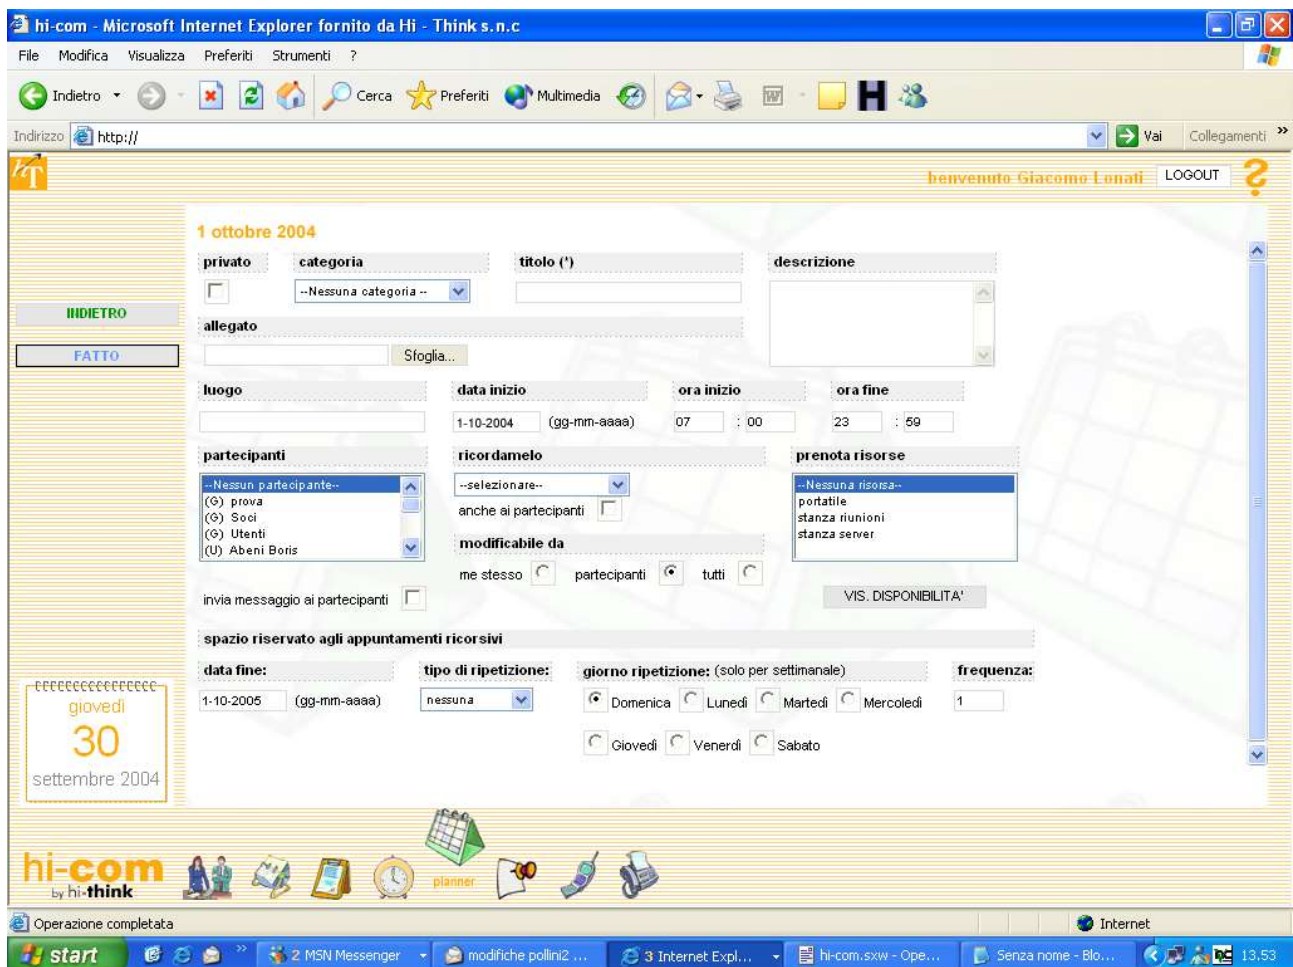 hi-com - Microsoft Internet Explorer fornito da Hi - Think s.n.c
File Modifica Visualizza Preferiti Strumenti ?
Indietro Cerca Preferiti Multimedia
Indirizzo http:// Vai Collegamenti »
hT benvenuto Giacomo Lonati LOGOUT ?
1 ottobre 2004
privato categoria titolo (*) descrizione
--Nessuna categoria --
INDIETRO
allegato
FATTO
Sfoglia...
luogo data inizio ora inizio ora fine
1-10-2004 (gg-mm-aaaa) 07 : 00 23 : 59
partecipanti ricordamelo prenota risorse
--Nessun partecipante-- --selezionare-- --Nessuna risorsa--
(G) prova portatile
(G) Soci anche ai partecipanti stanza riunioni
(G) Utenti stanza server
(U) Abeni Boris modificabile da
me stesso partecipanti tutti
invia messaggio ai partecipanti VIS. DISPONIBILITA'
spazio riservato agli appuntamenti ricorsivi
data fine: tipo di ripetizione: giorno ripetizione: (solo per settimanale) frequenza:
1-10-2005 (gg-mm-aaaa) nessuna Domenica Lunedì Martedì Mercoledì 1
Giovedì Venerdì Sabato
giovedì
30
settembre 2004
hi-com
by hi-think
planner
Operazione completata Internet
start » 2 MSN Messenger modifiche pollini2 ... 3 Internet Expl... hi-com.sxw - Ope... Senza nome - Blo... 13.53